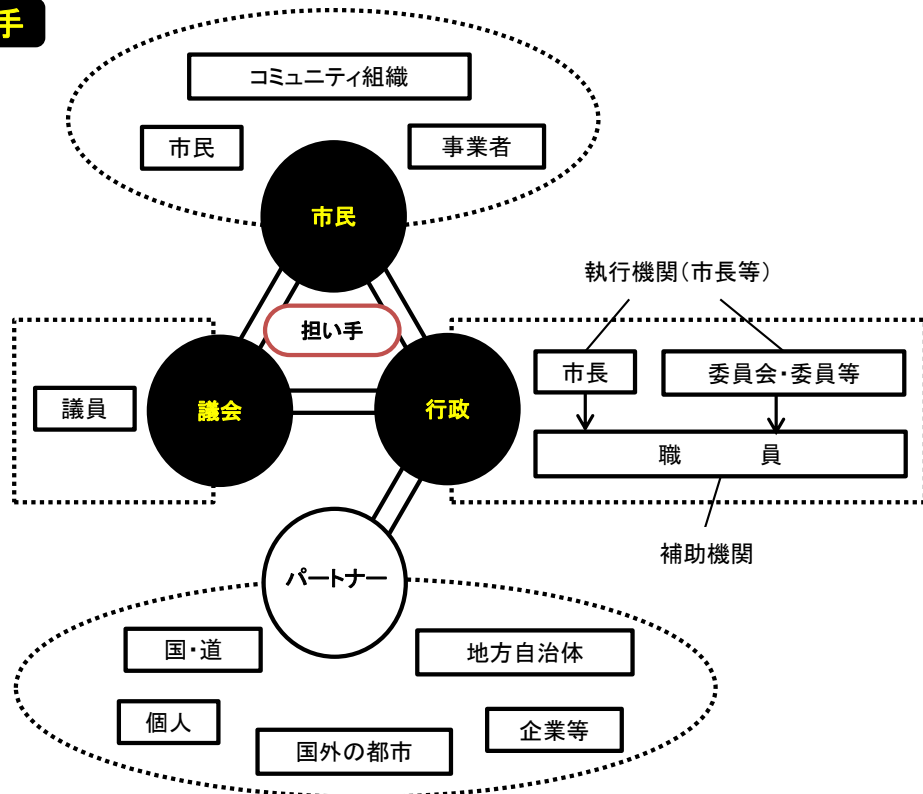 手
コミュニティ組織
市民
事業者
市民
執行機関（市長等）
担い手
市長
委員会・委員等
議員
議会
行政
職　　　員
補助機関
パートナー
国・道
地方自治体
個人
企業等
国外の都市